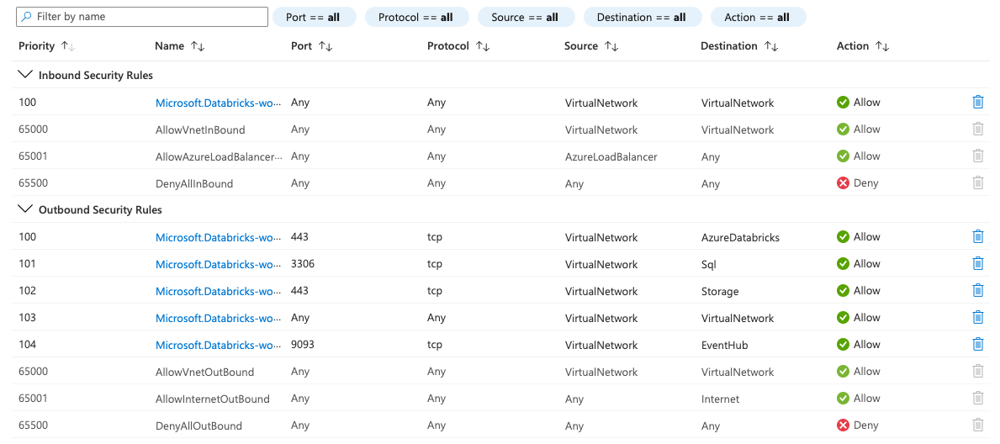 Filter by name Port == all Protocol == all Source == all Destination == all Action == all
Priority ↑↓ Name ↑↓ Port ↑↓ Protocol ↑↓ Source ↑↓ Destination ↑↓ Action ↑↓
Inbound Security Rules
100 Microsoft.Databricks-wo... Any Any VirtualNetwork VirtualNetwork Allow
65000 AllowVnetInBound Any Any VirtualNetwork VirtualNetwork Allow
65001 AllowAzureLoadBalancer... Any Any AzureLoadBalancer Any Allow
65500 DenyAllInBound Any Any Any Any Deny
Outbound Security Rules
100 Microsoft.Databricks-wo... 443 tcp VirtualNetwork AzureDatabricks Allow
101 Microsoft.Databricks-wo... 3306 tcp VirtualNetwork Sql Allow
102 Microsoft.Databricks-wo... 443 tcp VirtualNetwork Storage Allow
103 Microsoft.Databricks-wo... Any Any VirtualNetwork VirtualNetwork Allow
104 Microsoft.Databricks-wo... 9093 tcp VirtualNetwork EventHub Allow
65000 AllowVnetOutBound Any Any VirtualNetwork VirtualNetwork Allow
65001 AllowInternetOutBound Any Any Any Internet Allow
65500 DenyAllOutBound Any Any Any Any Deny